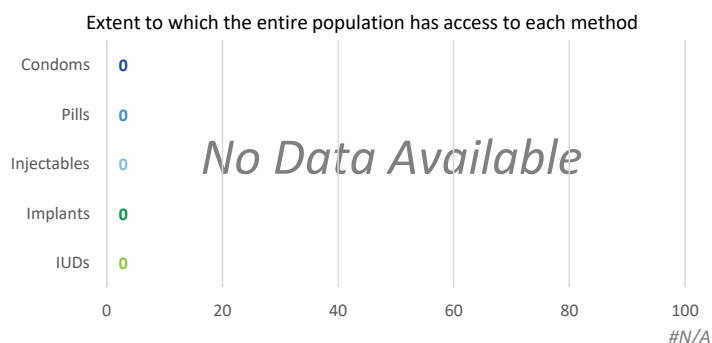 Extent to which the entire population has access to each method
Condoms 0
Pills 0
No Data Available
Injectables 0
Implants 0
IUDs 0
0 20 40 60 80 100
#N/A